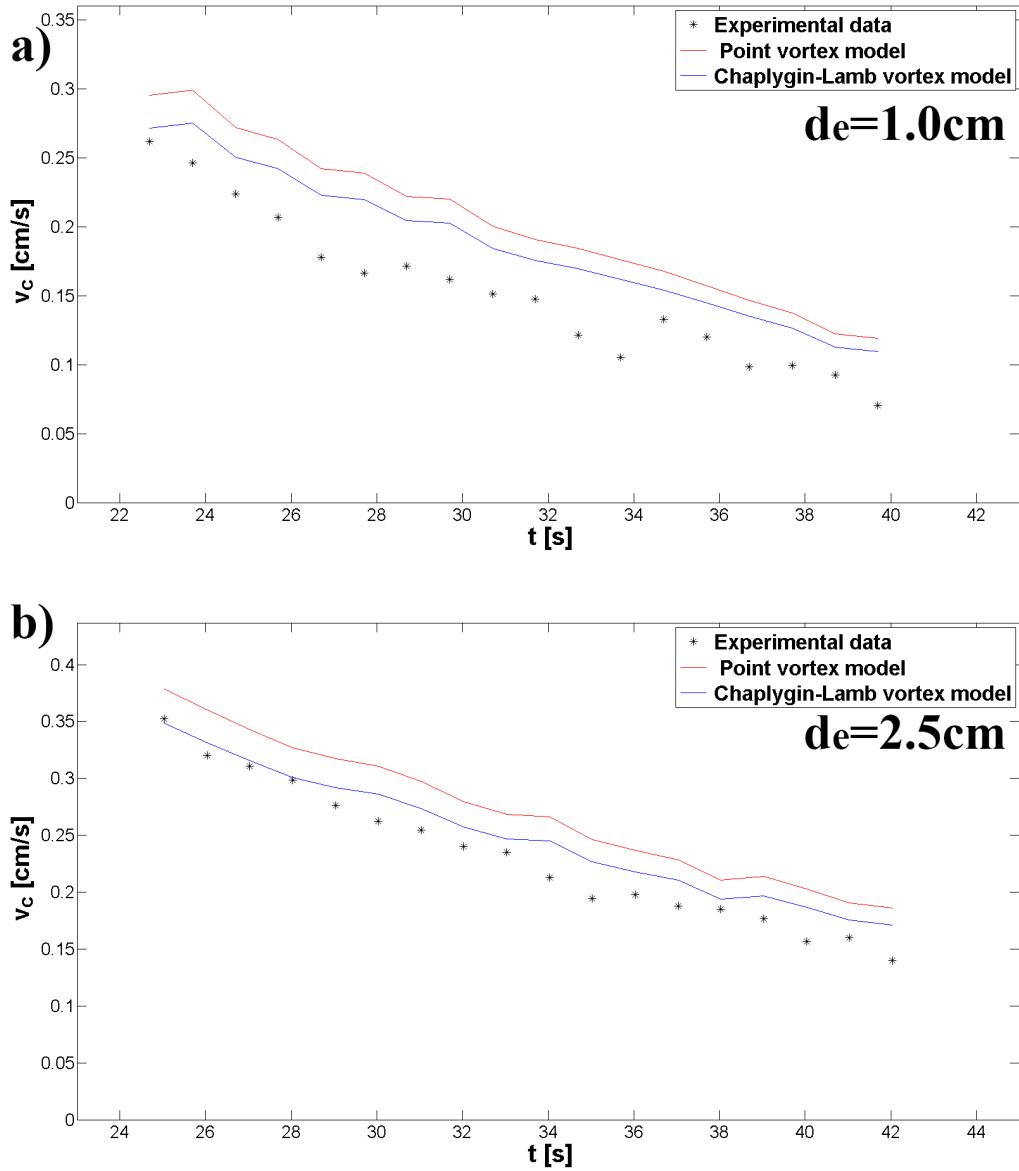 a)
0.35
0.3
0.25
0.2
0.15
0.1
0.05
0
vc [cm/s]
* Experimental data
Point vortex model
Chaplygin-Lamb vortex model
de=1.0cm
22 24 26 28 30 32 34 36 38 40 42
t [s]
b)
0.4
0.35
0.3
0.25
0.2
0.15
0.1
0.05
0
vc [cm/s]
* Experimental data
Point vortex model
Chaplygin-Lamb vortex model
de=2.5cm
24 26 28 30 32 34 36 38 40 42 44
t [s]